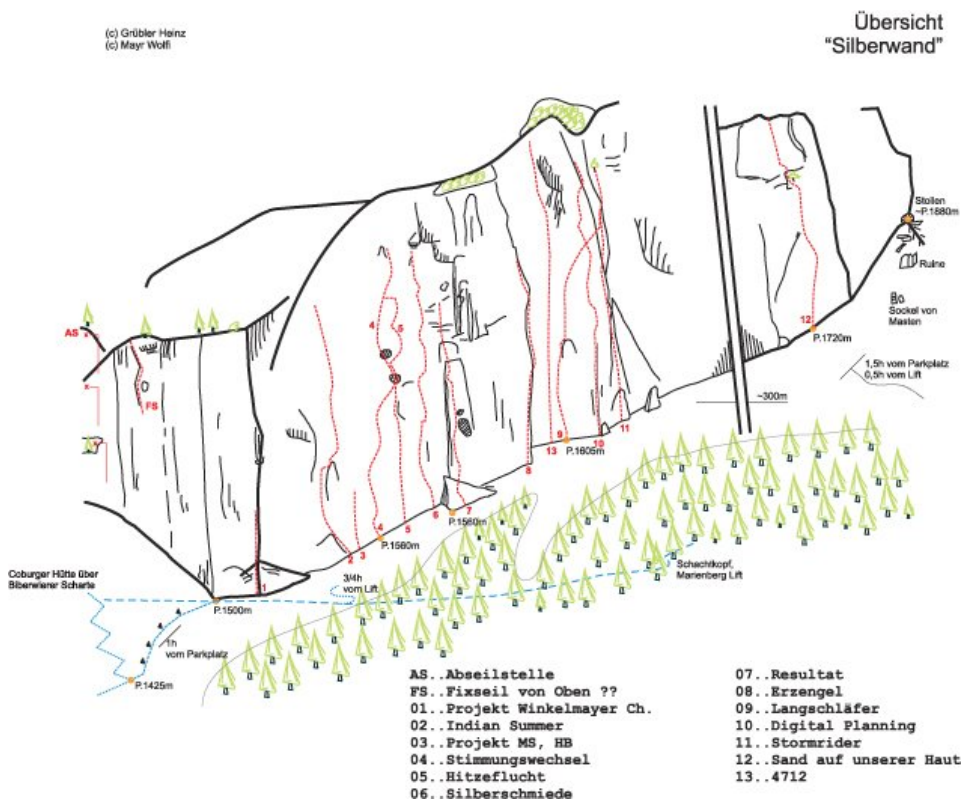 (c) Grübler Heinz
(c) Mayr Wolfi
Übersicht
"Silberwand"
Stollen
~P.1880m
Ruine
Sockel von
Masten
AS
FS
4
5
12
P.1720m
1,5h vom Parkplatz
0,5h vom Lift
~300m
13
9
P.1605m
10
11
8
6
7
P.1560m
4
5
P.1560m
2
3
1
3/4h
vom Lift
Schachtkopf,
Marienberg Lift
Coburger Hütte über
Biberwierer Scharte
P.1500m
1h
vom Parkplatz
P.1425m
AS..Abseilstelle
FS..Fixseil von Oben ??
01..Projekt Winkelmayer Ch.
02..Indian Summer
03..Projekt MS, HB
04..Stimmungswechsel
05..Hitzeflucht
06..Silberschmiede
07..Resultat
08..Erzengel
09..Langschläfer
10..Digital Planning
11..Stormrider
12..Sand auf unserer Haut
13..4712